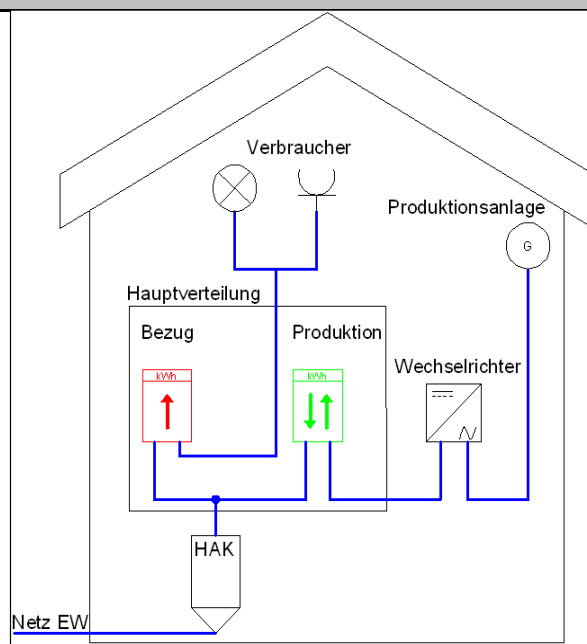 Verbraucher
Produktionsanlage
G
Hauptverteilung
Bezug
Produktion
kWh
kWh
Wechselrichter
HAK
Netz EW